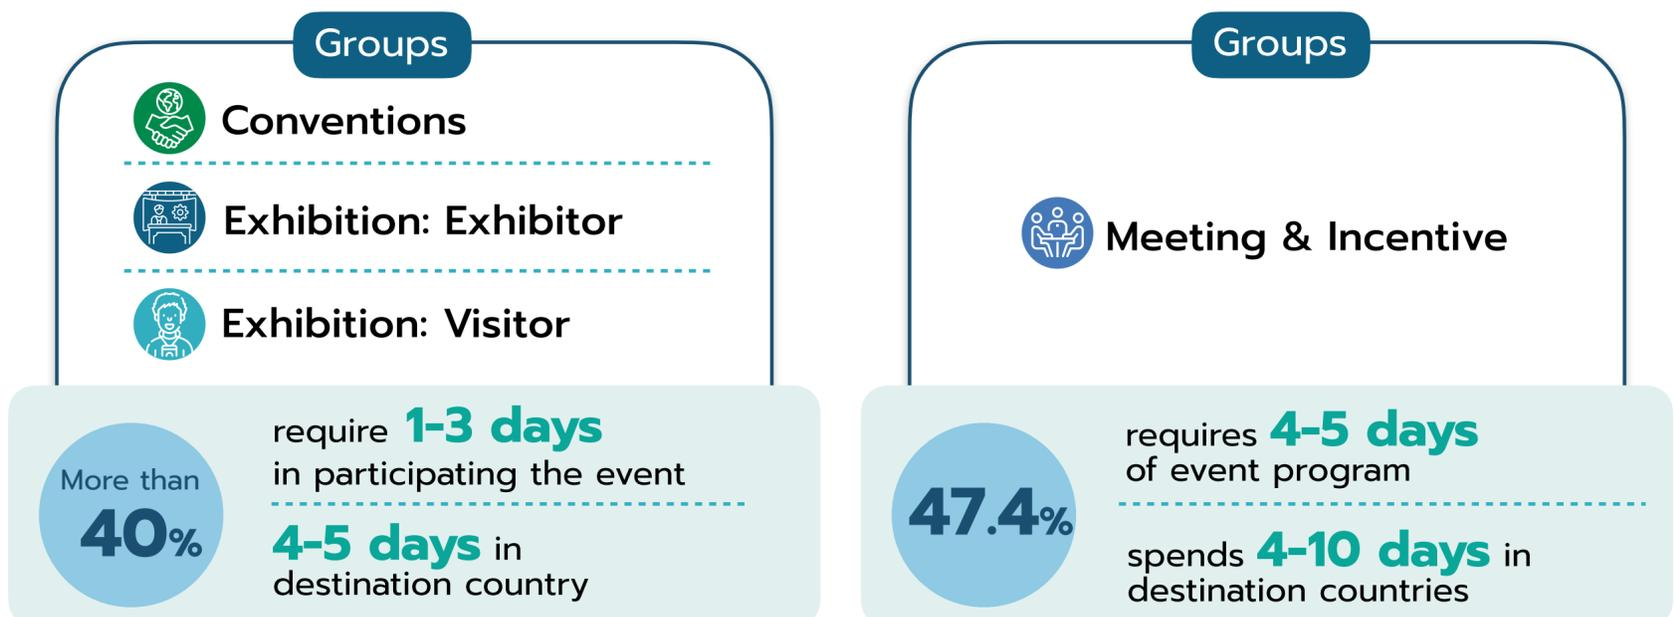 Groups
Conventions
Exhibition: Exhibitor
Exhibition: Visitor
More than
40%
require 1-3 days
in participating the event
4-5 days in
destination country
Groups
Meeting & Incentive
47.4%
requires 4-5 days
of event program
spends 4-10 days in
destination countries